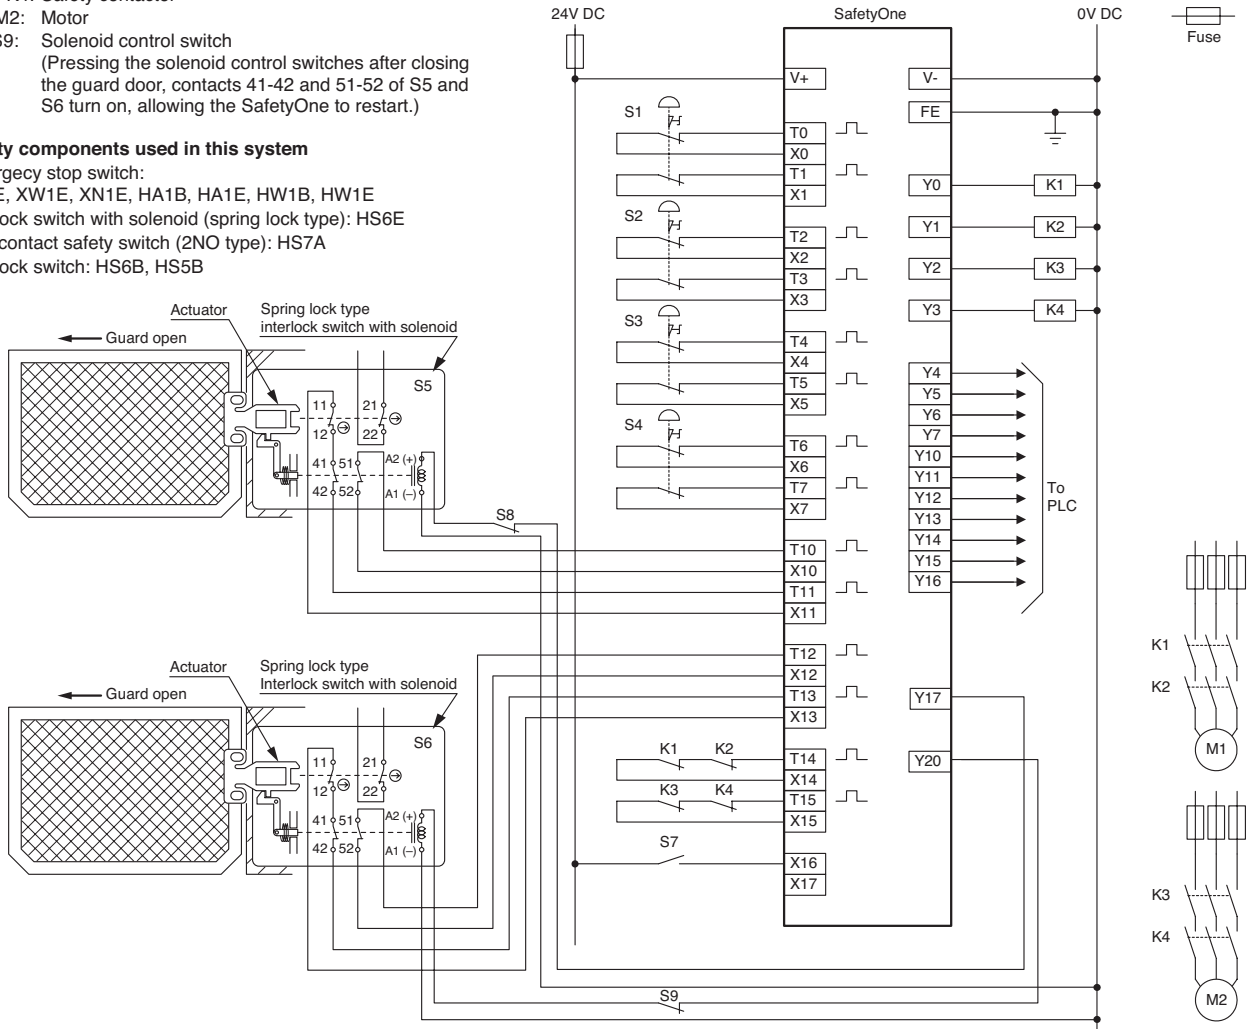 Safety contactor
M2: Motor
S9: Solenoid control switch
(Pressing the solenoid control switches after closing
the guard door, contacts 41-42 and 51-52 of S5 and
S6 turn on, allowing the SafetyOne to restart.)
ty components used in this system
rgecy stop switch:
E, XW1E, XN1E, HA1B, HA1E, HW1B, HW1E
ock switch with solenoid (spring lock type): HS6E
contact safety switch (2NO type): HS7A
ock switch: HS6B, HS5B
24V DC
SafetyOne
0V DC
Fuse
V+
V-
FE
S1
T0
X0
T1
X1
Y0
K1
S2
T2
X2
T3
X3
Y1
K2
Y2
K3
Y3
K4
S3
T4
X4
T5
X5
S4
T6
X6
T7
X7
Y4
Y5
Y6
Y7
Y10
Y11
Y12
Y13
Y14
Y15
Y16
To
PLC
Actuator
Spring lock type
interlock switch with solenoid
Guard open
S5
11
21
12
22
41
51
A2 (+)
42
52
A1 (–)
S8
T10
X10
T11
X11
Actuator
Spring lock type
Interlock switch with solenoid
Guard open
S6
11
21
12
22
41
51
A2 (+)
42
52
A1 (–)
T12
X12
T13
X13
Y17
K1
K2
T14
X14
Y20
K3
K4
T15
X15
S7
X16
X17
S9
K1
K2
M1
K3
K4
M2